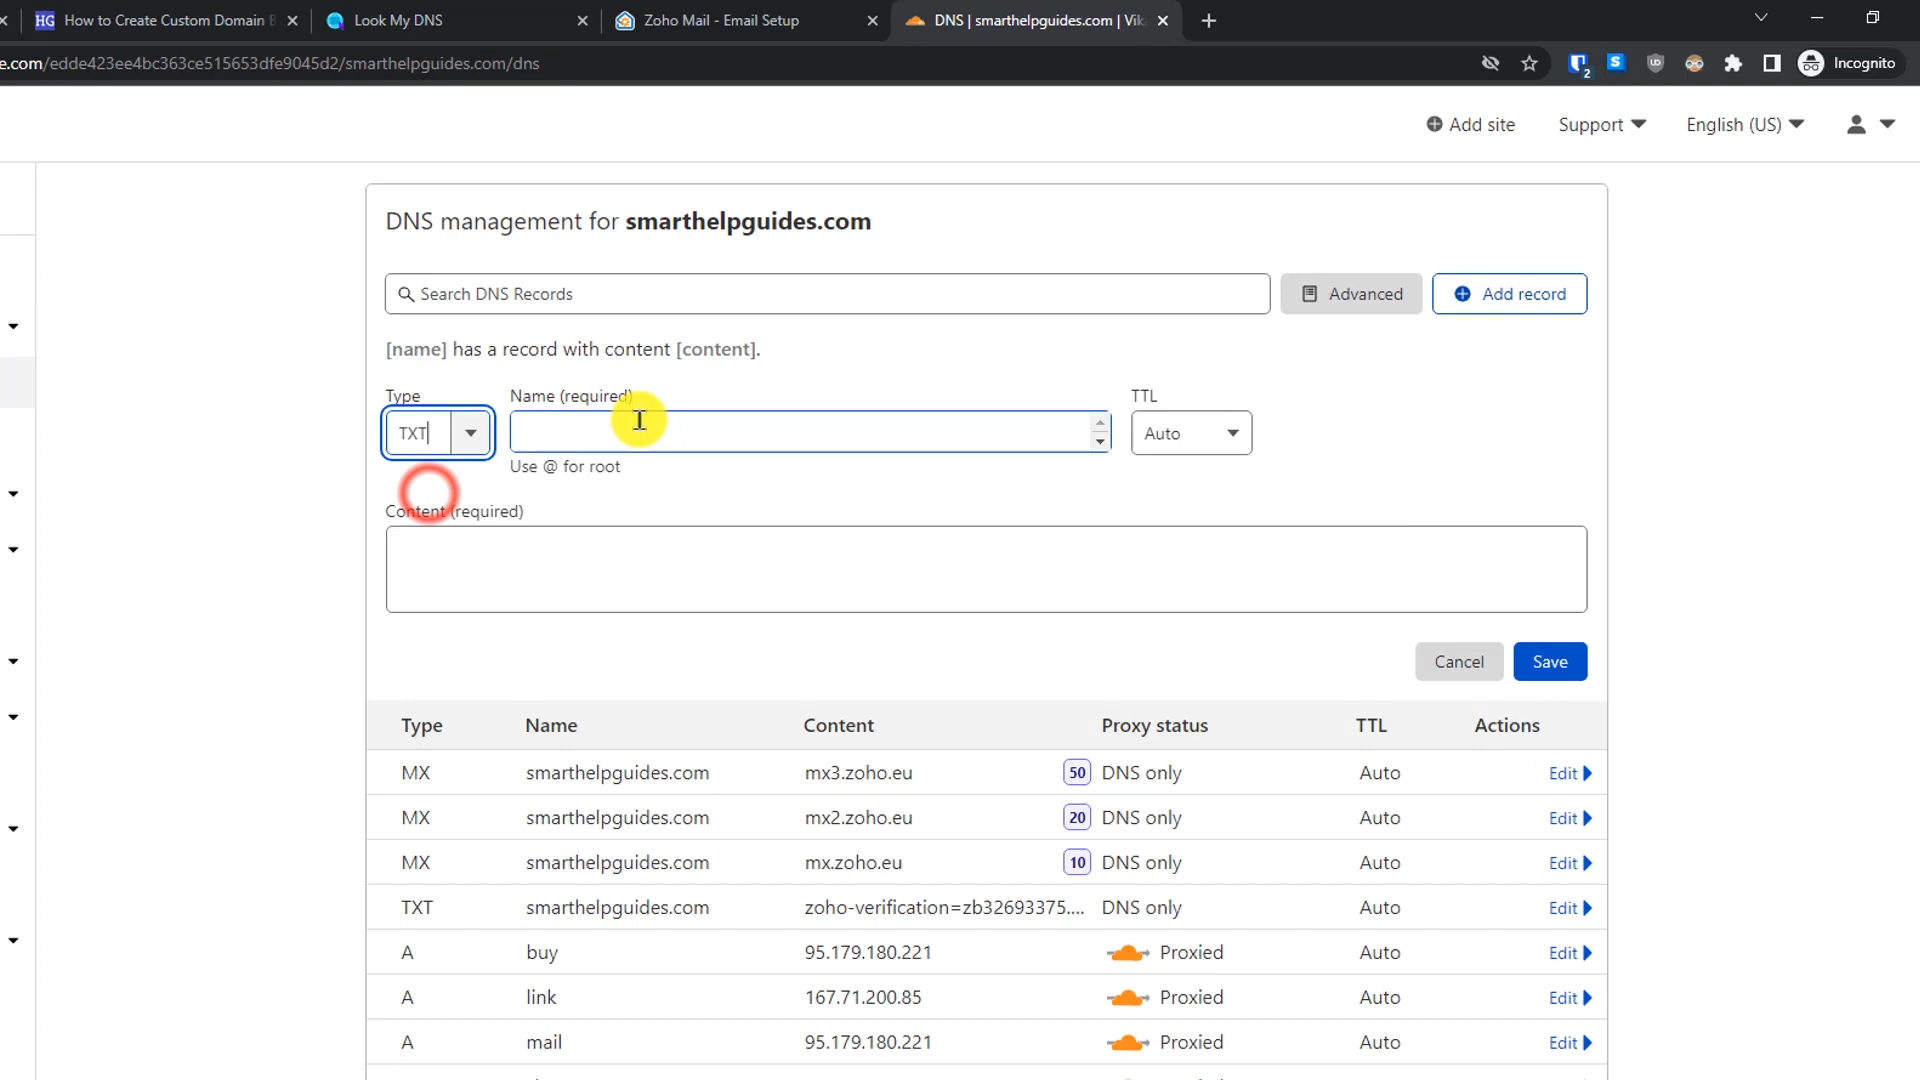 HG How to Create Custom Domain E
Look My DNS
Zoho Mail - Email Setup
DNS | smarthelpguides.com | Vik
e.com/edde423ee4bc363ce515653dfe9045d2/smarthelpguides.com/dns
2
S
UD
Incognito
Add site
Support
English (US)
DNS management for smarthelpguides.com
Search DNS Records
Advanced
Add record
[name] has a record with content [content].
Type
Name (required)
TTL
TXT
Auto
Use @ for root
Content (required)
Cancel
Save
Type Name Content Proxy status TTL Actions
MX smarthelpguides.com mx3.zoho.eu 50 DNS only Auto Edit
MX smarthelpguides.com mx2.zoho.eu 20 DNS only Auto Edit
MX smarthelpguides.com mx.zoho.eu 10 DNS only Auto Edit
TXT smarthelpguides.com zoho-verification=zb32693375.... DNS only Auto Edit
A buy 95.179.180.221 Proxied Auto Edit
A link 167.71.200.85 Proxied Auto Edit
A mail 95.179.180.221 Proxied Auto Edit